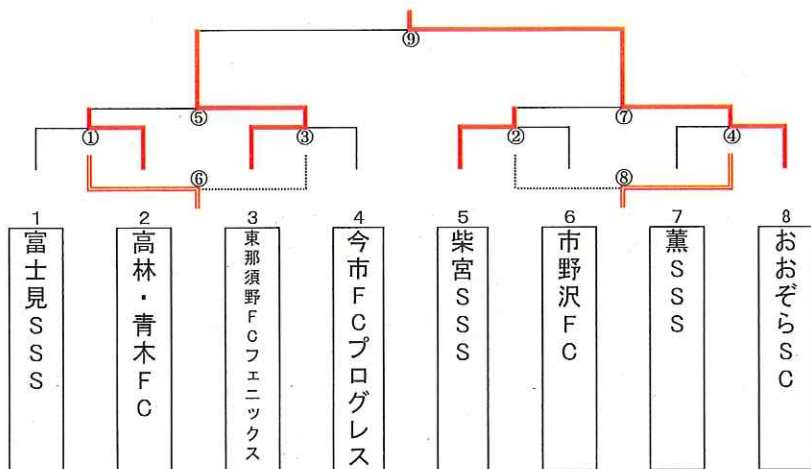 ⑨
⑤
⑦
①
③
②
④
⑥
⑧
1
2
3
4
5
6
7
8
富士見SSS
高林・青木FC
東那須野FCフェニックス
今市FCプログレス
柴宮SSS
市野沢FC
薫SSS
おおぞらSC